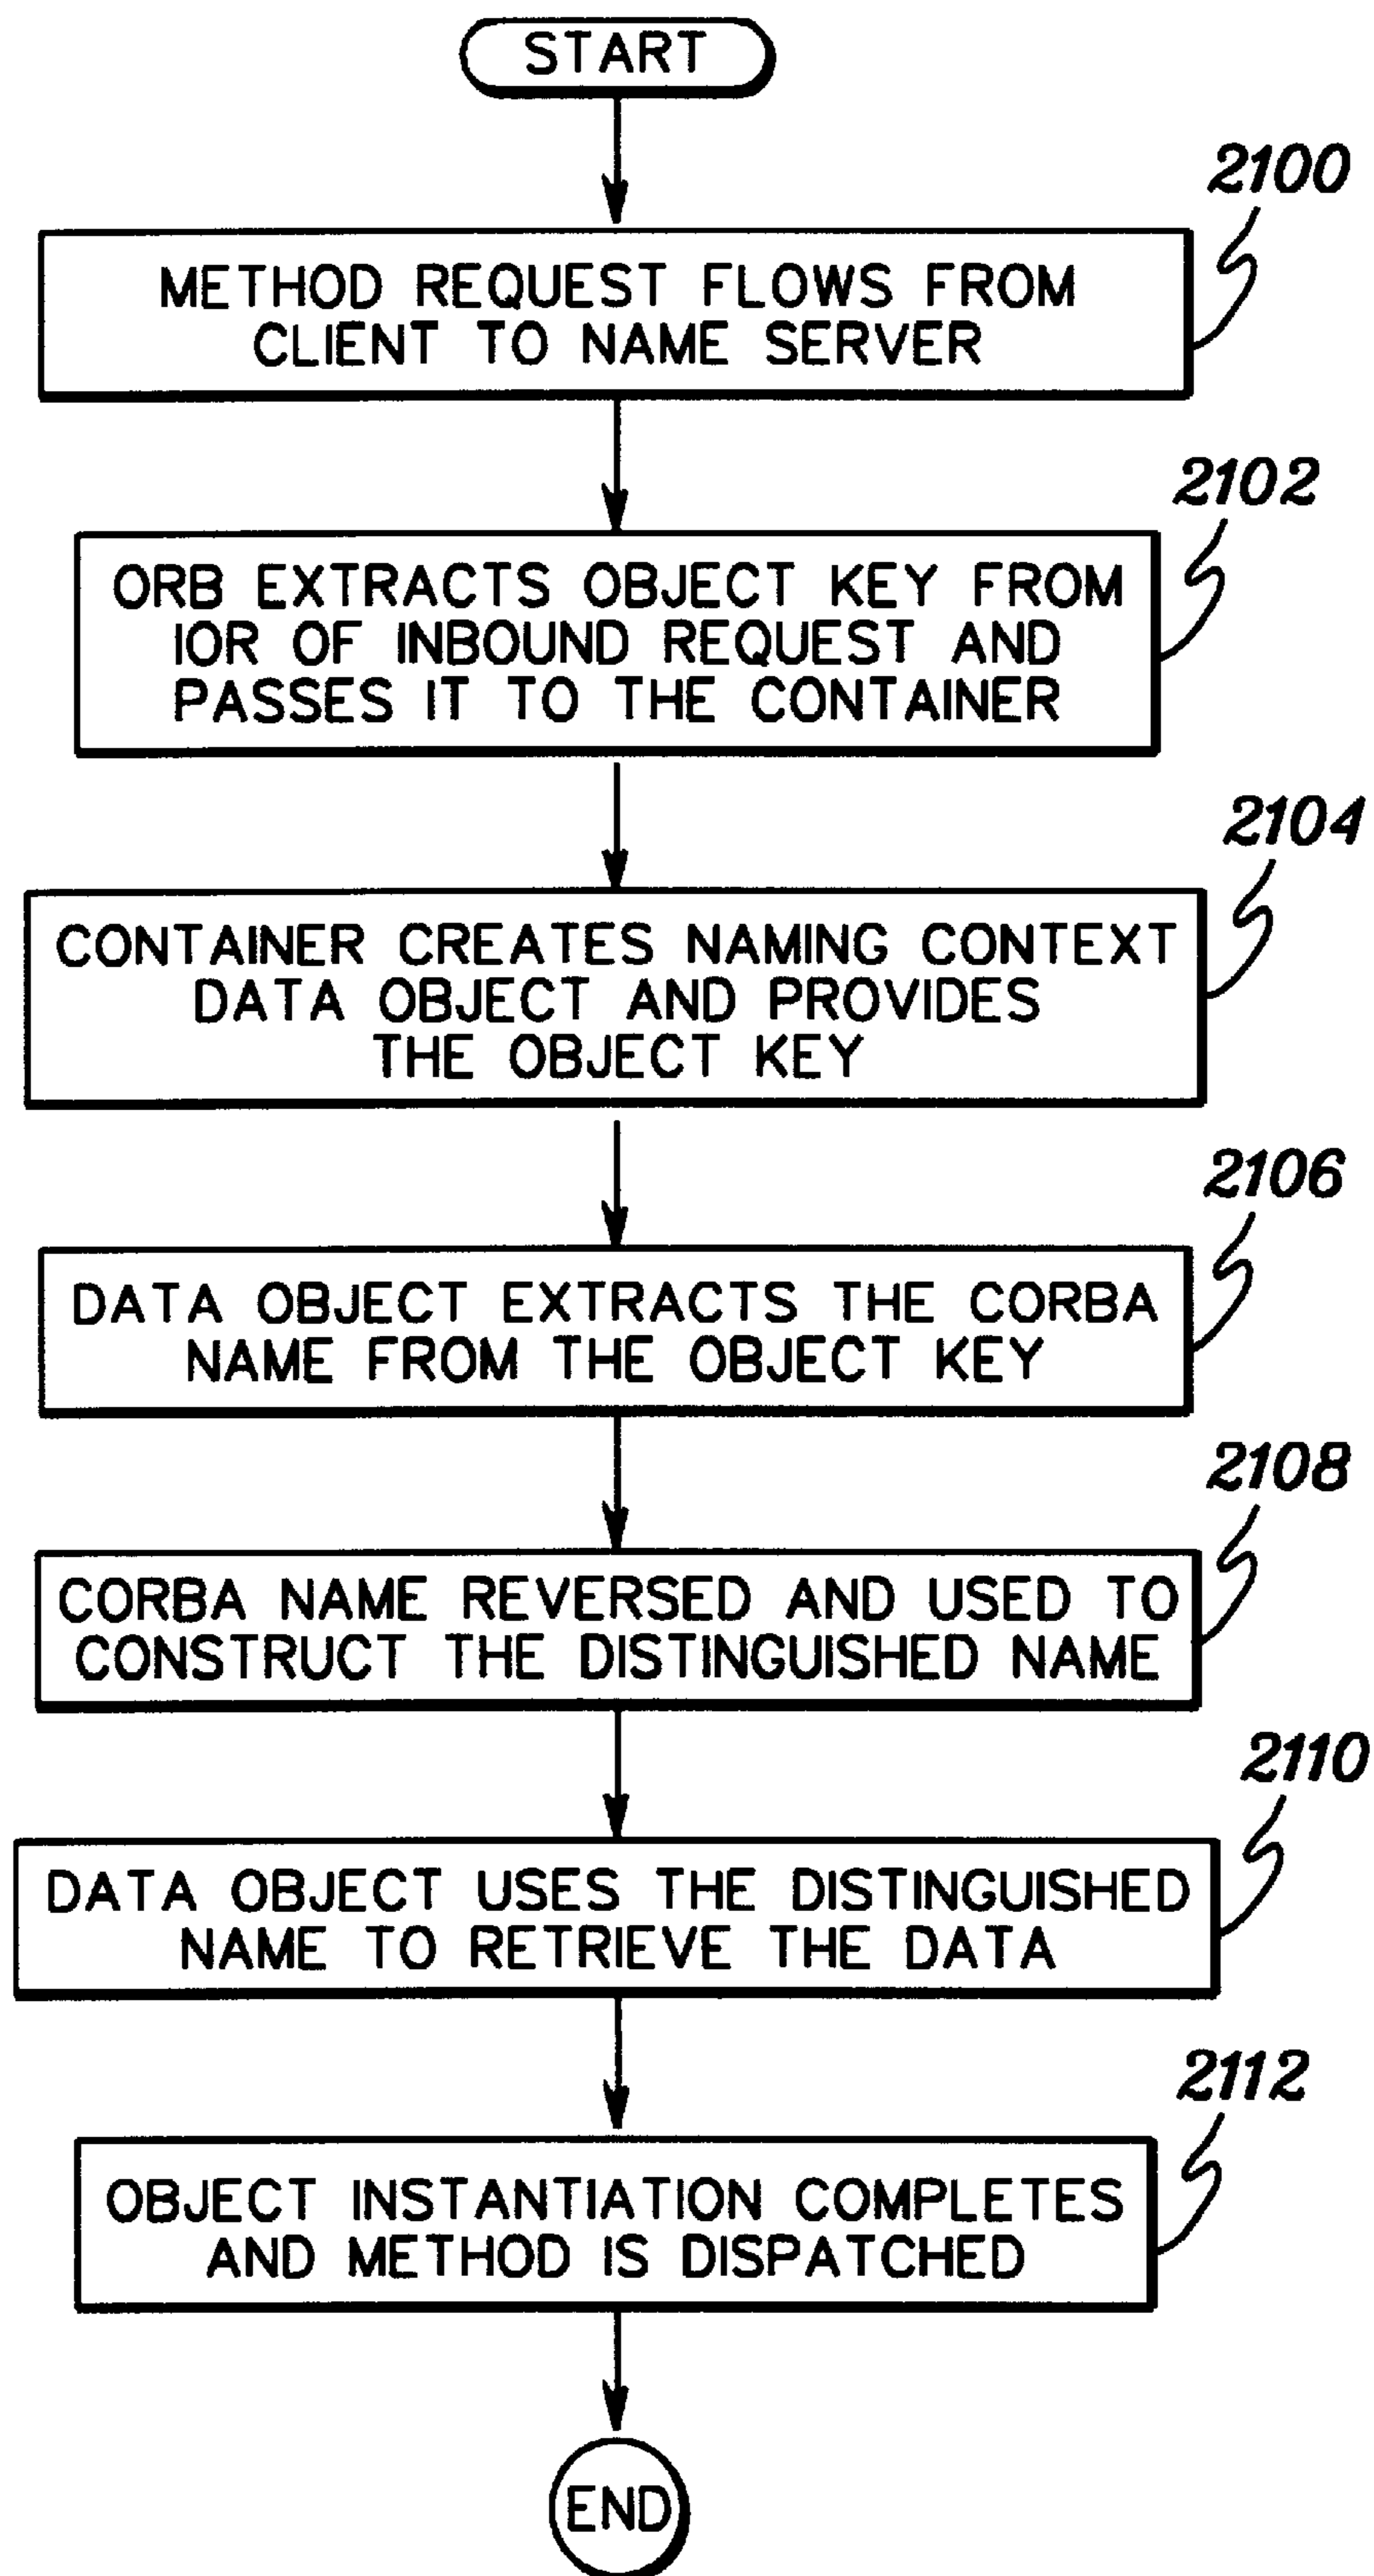 START
2100
METHOD REQUEST FLOWS FROM
CLIENT TO NAME SERVER
2102
ORB EXTRACTS OBJECT KEY FROM
IOR OF INBOUND REQUEST AND
PASSES IT TO THE CONTAINER
2104
CONTAINER CREATES NAMING CONTEXT
DATA OBJECT AND PROVIDES
THE OBJECT KEY
2106
DATA OBJECT EXTRACTS THE CORBA
NAME FROM THE OBJECT KEY
2108
CORBA NAME REVERSED AND USED TO
CONSTRUCT THE DISTINGUISHED NAME
2110
DATA OBJECT USES THE DISTINGUISHED
NAME TO RETRIEVE THE DATA
2112
OBJECT INSTANTIATION COMPLETES
AND METHOD IS DISPATCHED
END